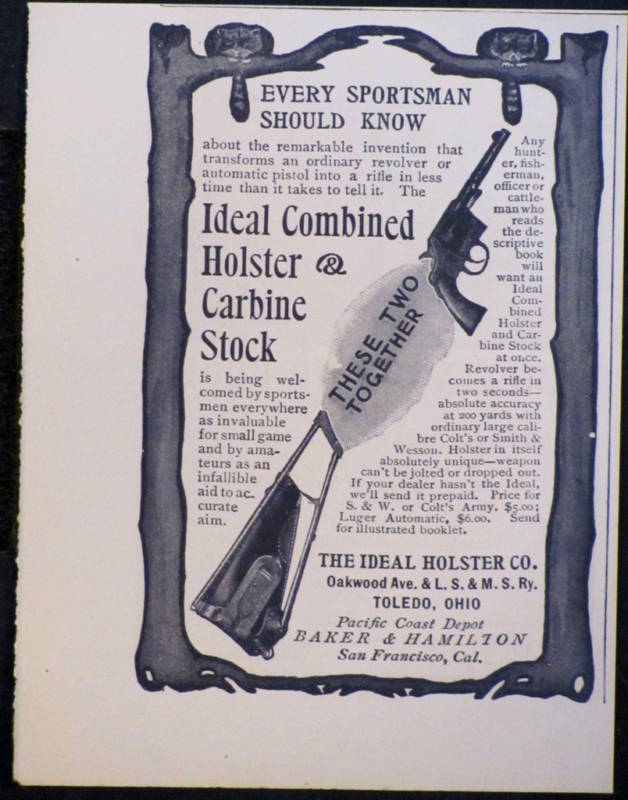 EVERY SPORTSMAN
SHOULD KNOW
about the remarkable invention that
transforms an ordinary revolver or
automatic pistol into a rifle in less
time than it takes to tell it. The
Ideal Combined
Holster &
Carbine
Stock
is being wel-
comed by sports-
men everywhere
as invaluable
for small game
and by ama-
teurs as an
infallible
aid to ac-
curate
aim.
THESE TWO
TOGETHER
Any
hunt-
er, fish-
erman,
officer or
cattle-
man who
reads
the de-
scriptive
book
will
want an
Ideal
Com-
bined
Holster
and Car-
bine Stock
at once.
Revolver be-
comes a rifle in
two seconds—
absolute accuracy
at 200 yards with
ordinary large cali-
bre Colt's or Smith &
Wesson. Holster in itself
absolutely unique—weapon
can't be jolted or dropped out.
If your dealer hasn't the Ideal,
we'll send it prepaid. Price for
S. & W. or Colt's Army, $5.00;
Luger Automatic, $6.00. Send
for illustrated booklet.
THE IDEAL HOLSTER CO.
Oakwood Ave. & L. S. & M. S. Ry.
TOLEDO, OHIO
Pacific Coast Depot
BAKER & HAMILTON
San Francisco, Cal.